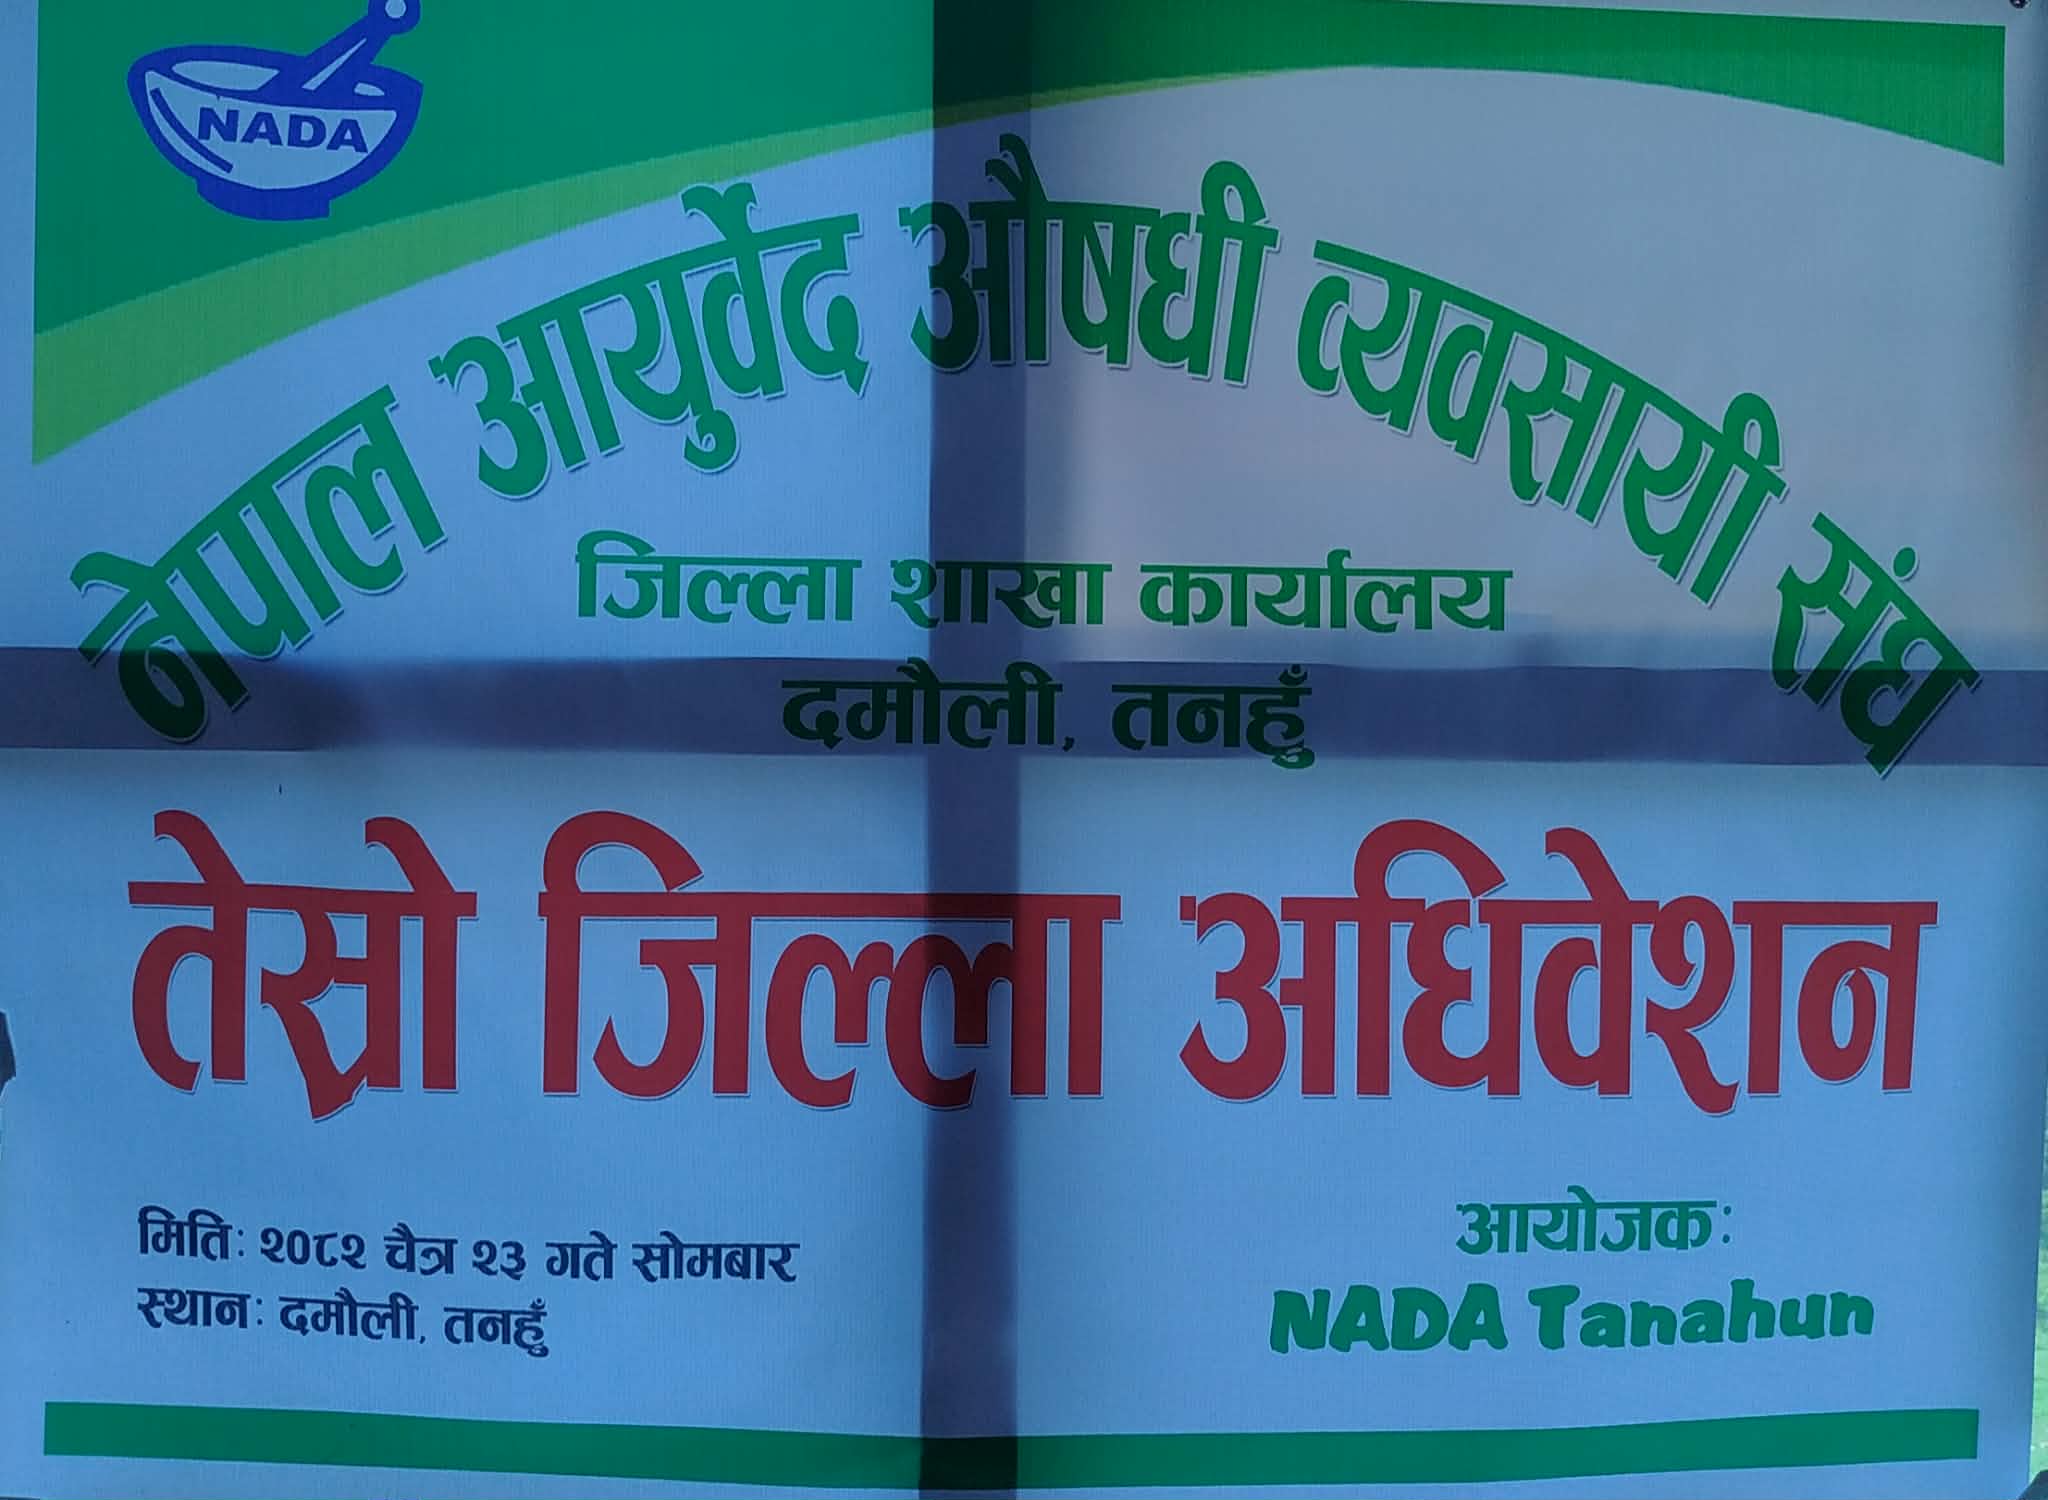 NADA
नेपाल आयुर्वेद औषधी व्यवसायी संघ
जिल्ला शाखा कार्यालय
दमौली, तनहुँ
तेस्रो जिल्ला अधिवेशन
मितिः २०८२ चैत्र २३ गते सोमबार
स्थानः दमौली, तनहुँ
आयोजकः
NADA Tanahun